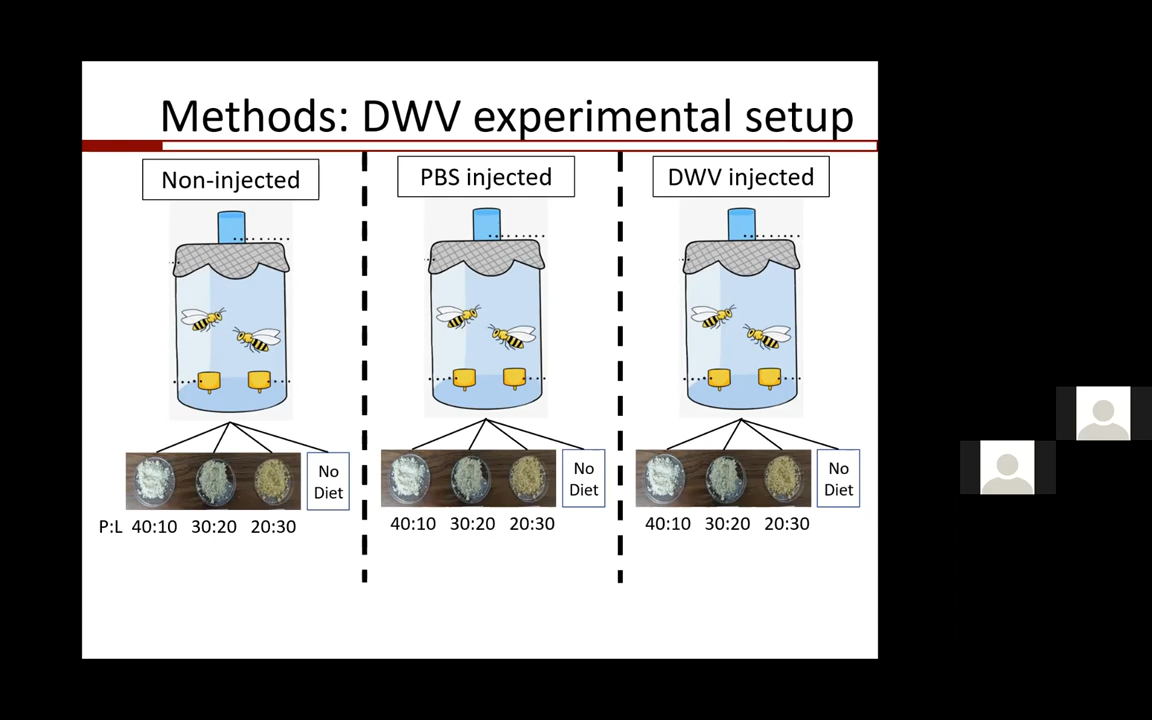 Methods: DWV experimental setup
Non-injected
PBS injected
DWV injected
No
Diet
No
Diet
No
Diet
P:L 40:10 30:20 20:30
40:10 30:20 20:30
40:10 30:20 20:30